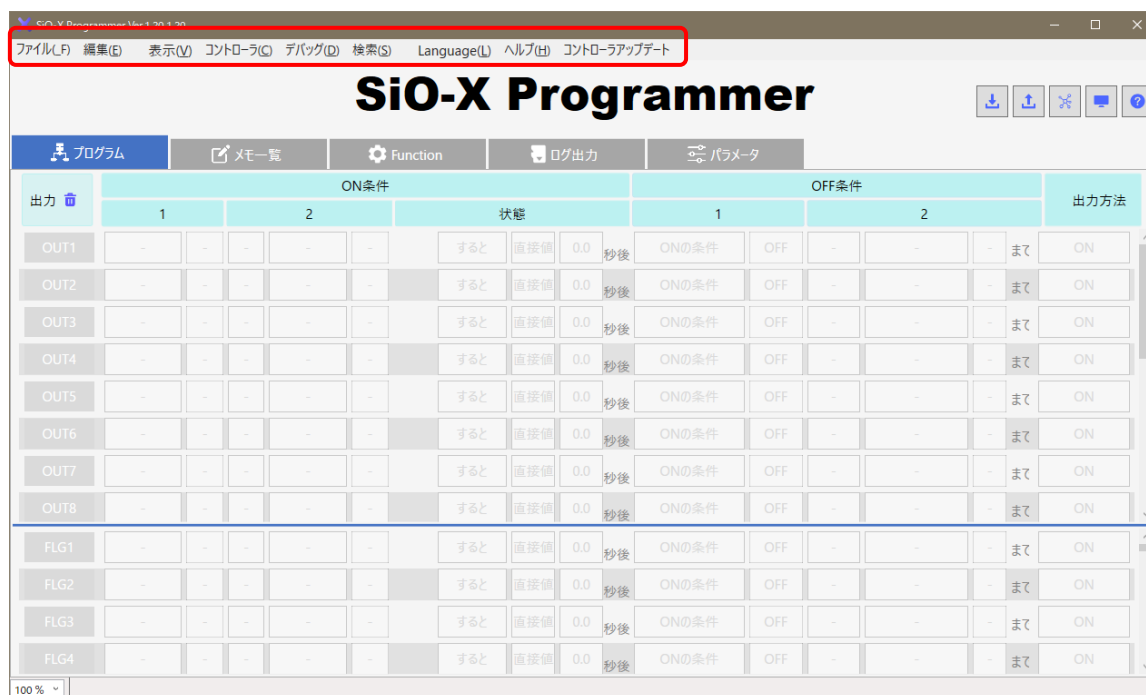 SiO-X Programmer Ver 1.20.1.20
ファイル(_F) 編集(E) 表示(V) コントローラ(C) デバッグ(D) 検索(S) Language(L) ヘルプ(H) コントローラアップデート
SiO-X Programmer
プログラム メモ一覧 Function ログ出力 パラメータ
出力 ON条件 OFF条件 出力方法
1 2 状態 1 2
OUT1 - - - - - すると 直接値 0.0 秒後 ONの条件 OFF - - - まで ON
OUT2 - - - - - すると 直接値 0.0 秒後 ONの条件 OFF - - - まで ON
OUT3 - - - - - すると 直接値 0.0 秒後 ONの条件 OFF - - - まで ON
OUT4 - - - - - すると 直接値 0.0 秒後 ONの条件 OFF - - - まで ON
OUT5 - - - - - すると 直接値 0.0 秒後 ONの条件 OFF - - - まで ON
OUT6 - - - - - すると 直接値 0.0 秒後 ONの条件 OFF - - - まで ON
OUT7 - - - - - すると 直接値 0.0 秒後 ONの条件 OFF - - - まで ON
OUT8 - - - - - すると 直接値 0.0 秒後 ONの条件 OFF - - - まで ON
FLG1 - - - - - すると 直接値 0.0 秒後 ONの条件 OFF - - - まで ON
FLG2 - - - - - すると 直接値 0.0 秒後 ONの条件 OFF - - - まで ON
FLG3 - - - - - すると 直接値 0.0 秒後 ONの条件 OFF - - - まで ON
FLG4 - - - - - すると 直接値 0.0 秒後 ONの条件 OFF - - - まで ON
100 %